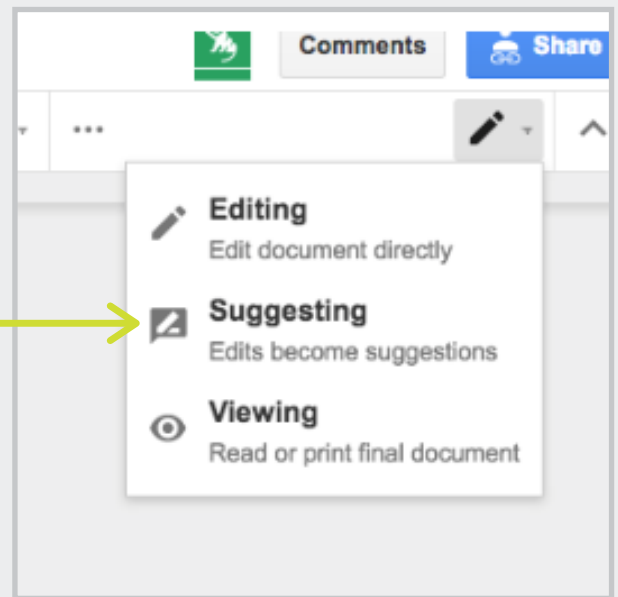 Comments
Share
Editing
Edit document directly
Suggesting
Edits become suggestions
Viewing
Read or print final document